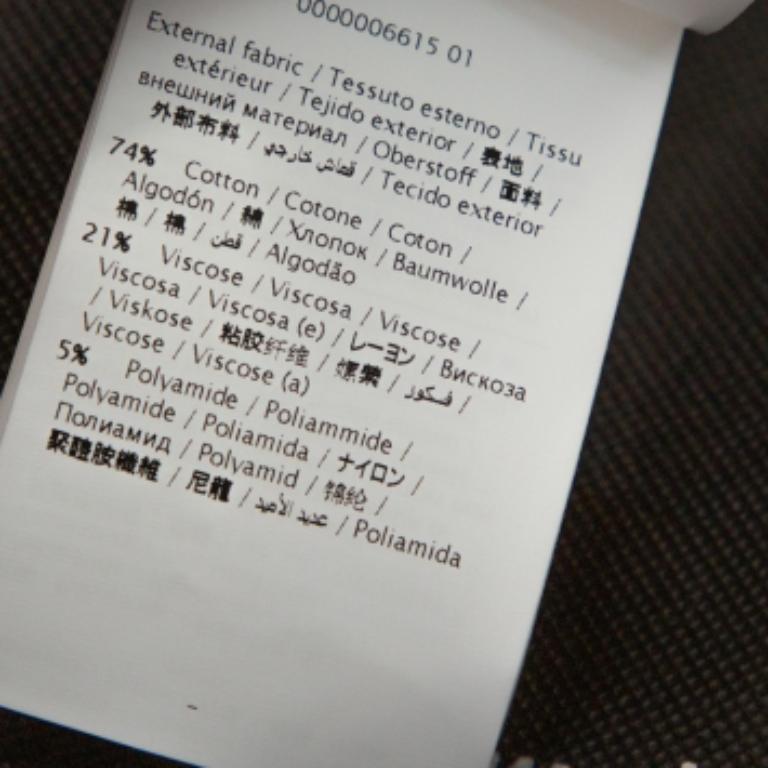 0000006615 01
External fabric / Tessuto esterno / Tissu
extérieur / Tejido exterior / 表地 /
внешний материал / Oberstoff / 面料 /
外部布料 / قماش خارجي / Tecido exterior
74% Cotton / Cotone / Coton /
Algodón / 綿 / Хлопок / Baumwolle /
棉 / 棉 / قطن / Algodão
21% Viscose / Viscosa / Viscose /
Viscosa / Viscosa (e) / レーヨン / Вискоза
/ Viskose / 粘胶纤维 / 嫘縈 / فسكوز /
Viscose / Viscose (a)
5% Polyamide / Poliammide /
Polyamide / Poliamida / ナイロン /
Полиамид / Polyamid / 锦纶 /
聚醯胺纖維 / 尼龍 / عديد الأميد / Poliamida